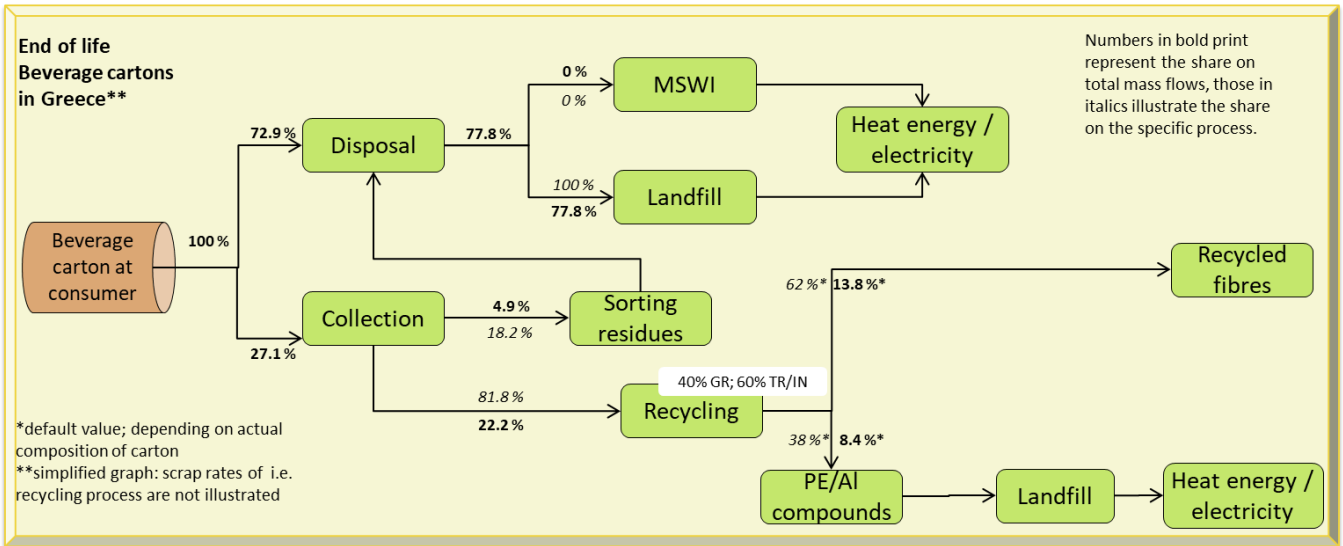 End of life
Beverage cartons
in Greece**
Numbers in bold print
represent the share on
total mass flows, those in
italics illustrate the share
on the specific process.
0 %
0 %
MSWI
72.9 %
Disposal
77.8 %
Heat energy /
electricity
100 %
77.8 %
Landfill
Beverage
carton at
consumer
100 %
62 %* 13.8 %*
Recycled
fibres
27.1 %
Collection
4.9 %
18.2 %
Sorting
residues
81.8 %
22.2 %
40% GR; 60% TR/IN
Recycling
38 %* 8.4 %*
PE/Al
compounds
Landfill
Heat energy /
electricity
*default value; depending on actual
composition of carton
**simplified graph: scrap rates of i.e.
recycling process are not illustrated